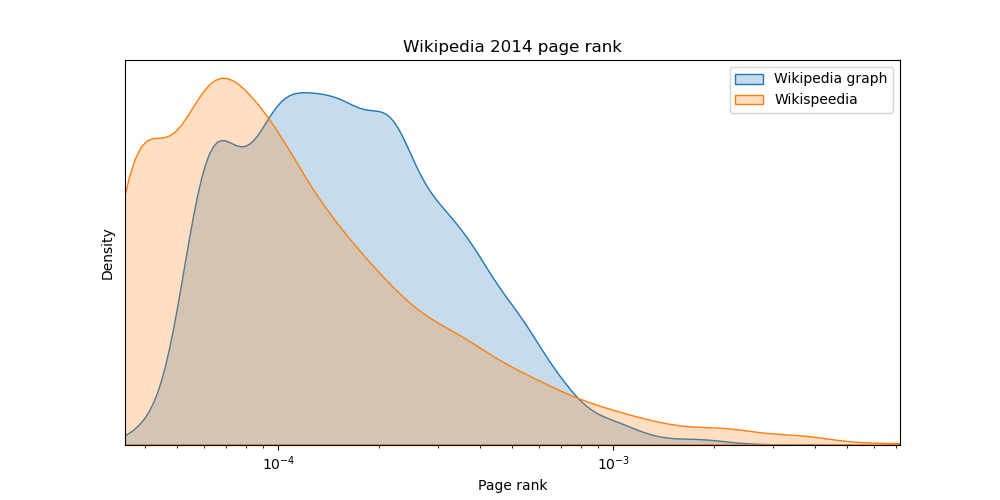 Wikipedia 2014 page rank
Wikipedia graph
Wikispeedia
Density
10⁻⁴
10⁻³
Page rank